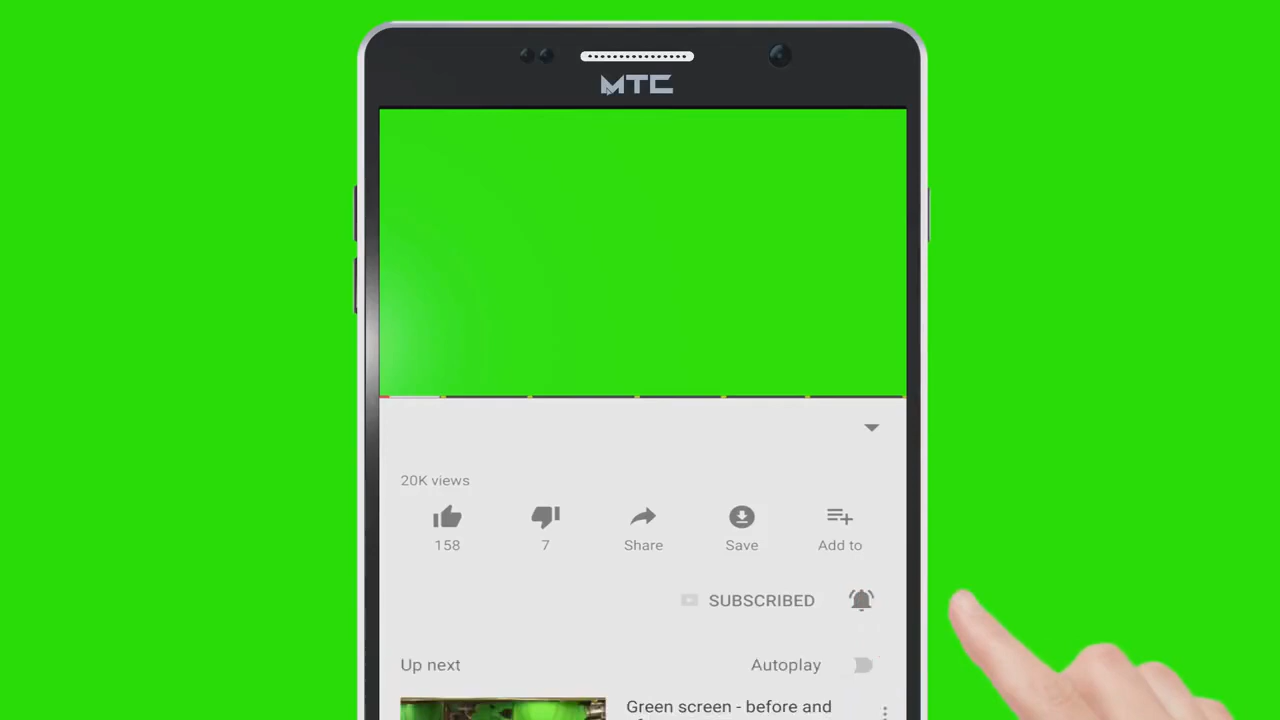 MTC
20K views
158 7 Share Save Add to
SUBSCRIBED
Up next Autoplay
Green screen - before and